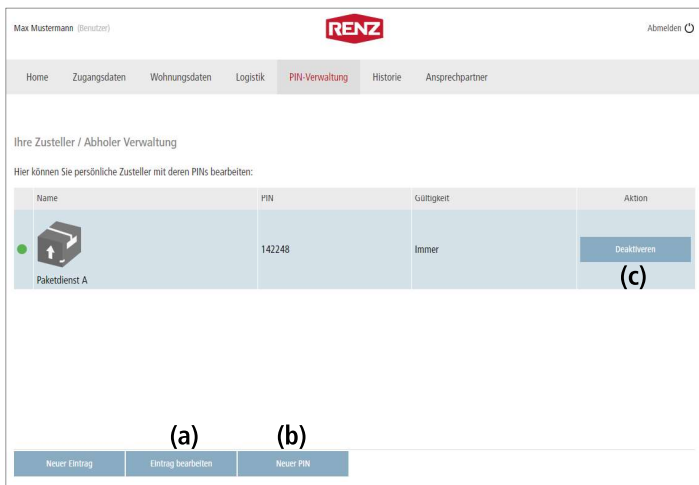 Max Mustermann (Benutzer) RENZ Abmelden
Home Zugangsdaten Wohnungsdaten Logistik PIN-Verwaltung Historie Ansprechpartner
Ihre Zusteller / Abholer Verwaltung
Hier können Sie persönliche Zusteller mit deren PINs bearbeiten:
Name PIN Gültigkeit Aktion
142248 Immer Deaktiveren
Paketdienst A (c)
(a) (b)
Neuer Eintrag Eintrag bearbeiten Neuer PIN